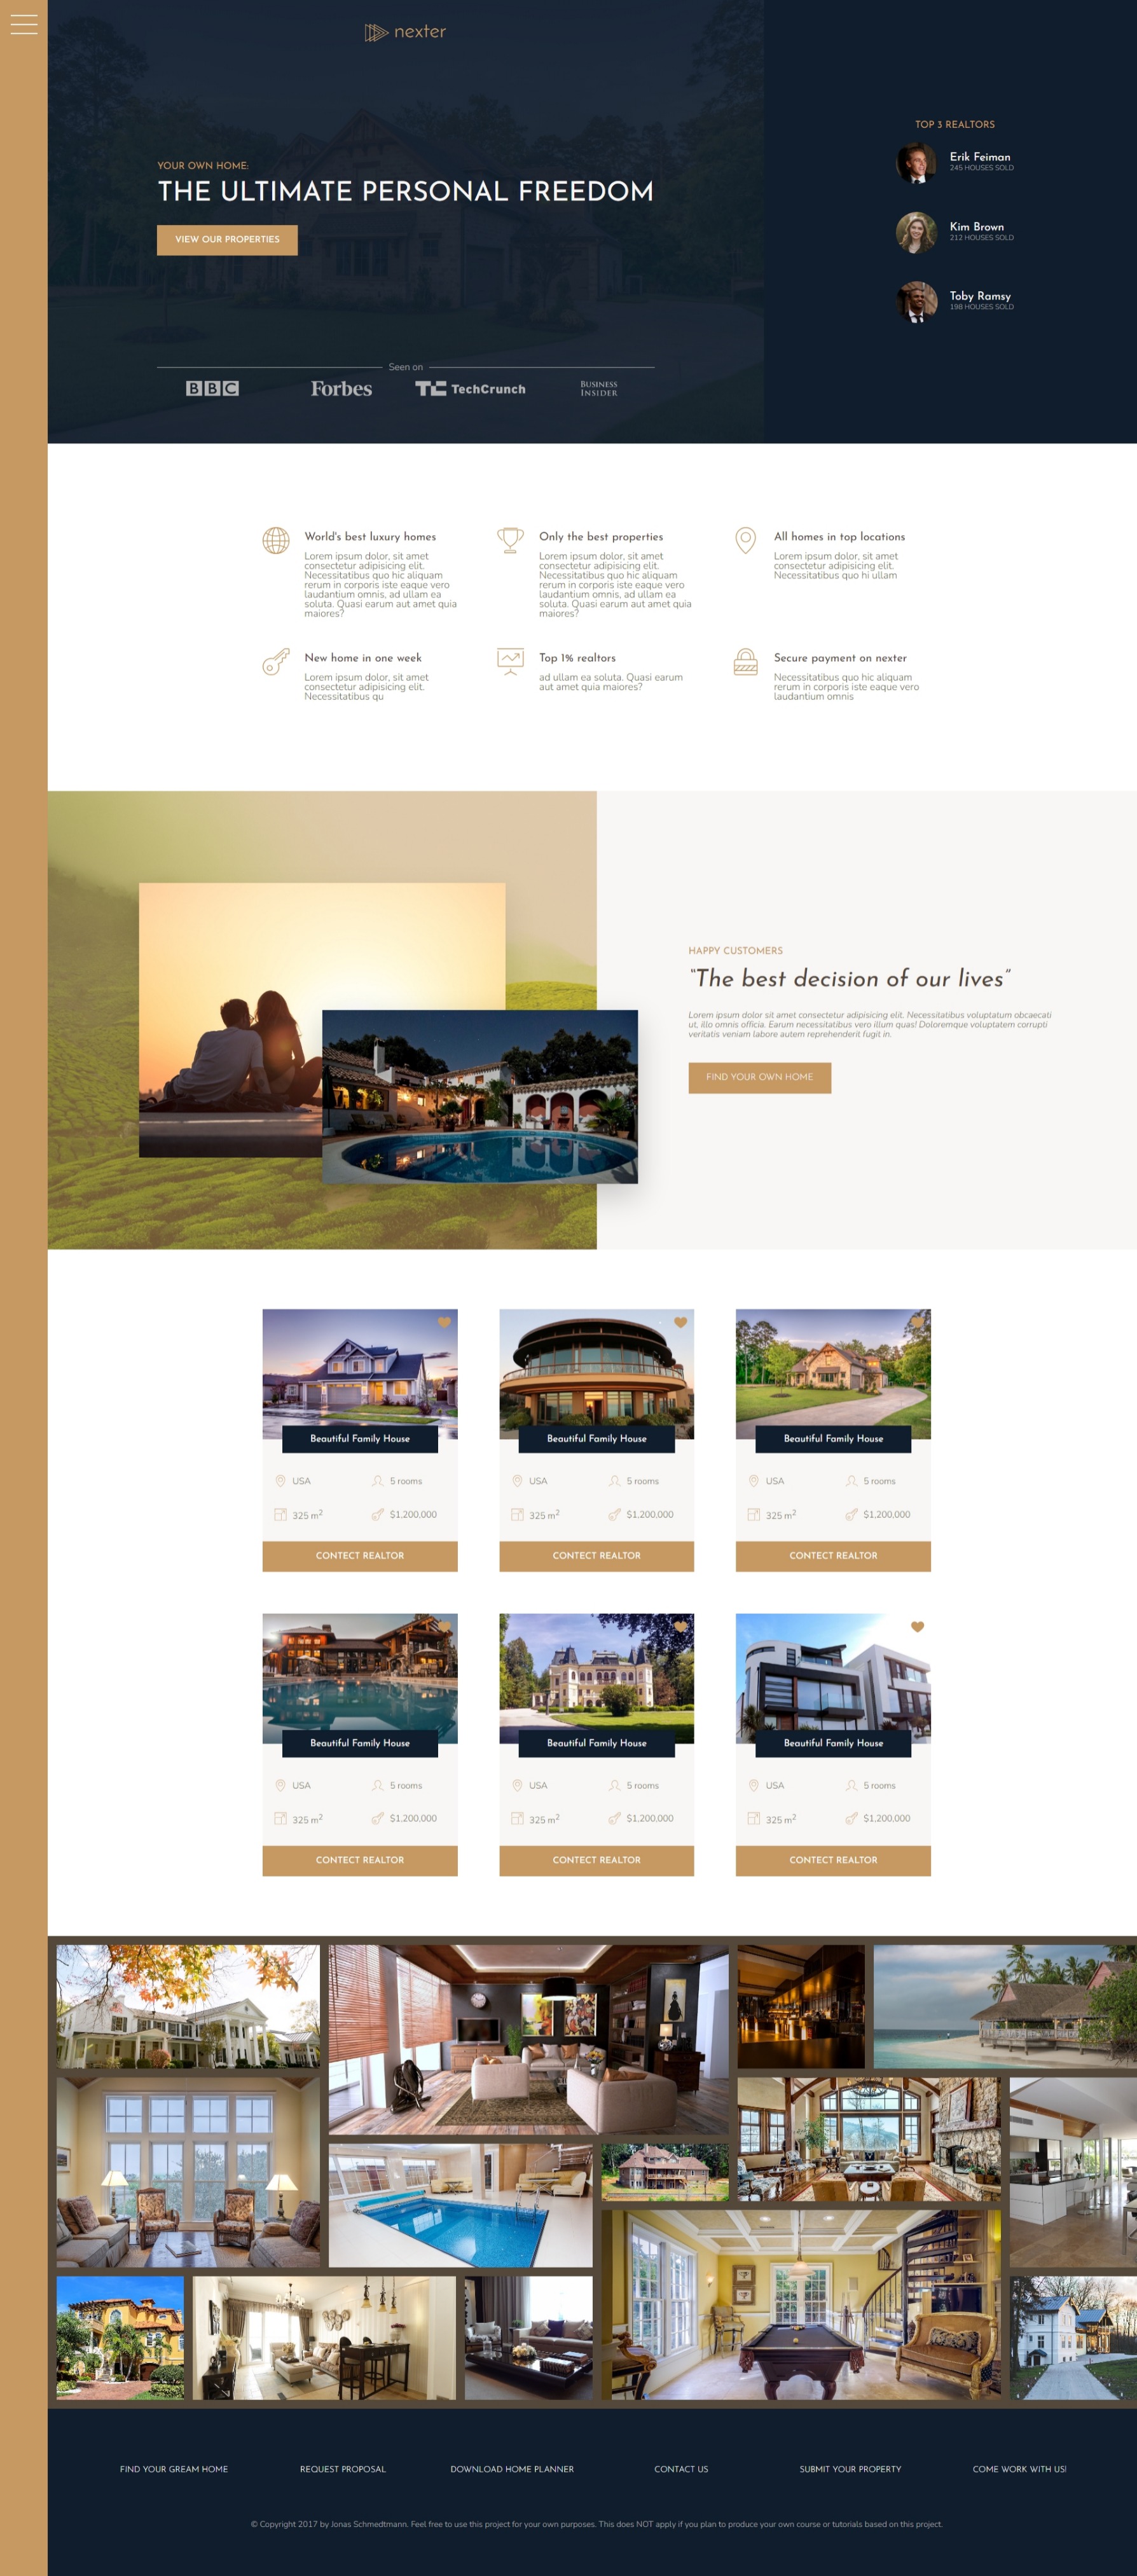 nexter
YOUR OWN HOME:
THE ULTIMATE PERSONAL FREEDOM
VIEW OUR PROPERTIES
Seen on
BBC
Forbes
TC TechCrunch
BUSINESS
INSIDER
TOP 3 REALTORS
Erik Feiman
245 HOUSES SOLD
Kim Brown
212 HOUSES SOLD
Toby Ramsy
198 HOUSES SOLD
World's best luxury homes
Lorem ipsum dolor, sit amet
consectetur adipisicing elit.
Necessitatibus quo hic aliquam
rerum in corporis iste eaque vero
laudantium omnis, ad ullam ea
soluta. Quasi earum aut amet quia
maiores?
Only the best properties
Lorem ipsum dolor, sit amet
consectetur adipisicing elit.
Necessitatibus quo hic aliquam
rerum in corporis iste eaque vero
laudantium omnis, ad ullam ea
soluta. Quasi earum aut amet quia
maiores?
All homes in top locations
Lorem ipsum dolor, sit amet
consectetur adipisicing elit.
Necessitatibus quo hi ullam
New home in one week
Lorem ipsum dolor, sit amet
consectetur adipisicing elit.
Necessitatibus qu
Top 1% realtors
ad ullam ea soluta. Quasi earum
aut amet quia maiores?
Secure payment on nexter
Necessitatibus quo hic aliquam
rerum in corporis iste eaque vero
laudantium omnis
HAPPY CUSTOMERS
“The best decision of our lives”
Lorem ipsum dolor sit amet consectetur adipisicing elit. Necessitatibus voluptatum obcaecati
ut, illo omnis officia. Earum necessitatibus vero illum quas! Doloremque voluptatem corrupti
veritatis veniam labore autem reprehenderit fugit in.
FIND YOUR OWN HOME
Beautiful Family House
USA
5 rooms
325 m²
$1,200,000
CONTECT REALTOR
Beautiful Family House
USA
5 rooms
325 m²
$1,200,000
CONTECT REALTOR
Beautiful Family House
USA
5 rooms
325 m²
$1,200,000
CONTECT REALTOR
Beautiful Family House
USA
5 rooms
325 m²
$1,200,000
CONTECT REALTOR
Beautiful Family House
USA
5 rooms
325 m²
$1,200,000
CONTECT REALTOR
Beautiful Family House
USA
5 rooms
325 m²
$1,200,000
CONTECT REALTOR
FIND YOUR GREAM HOME
REQUEST PROPOSAL
DOWNLOAD HOME PLANNER
CONTACT US
SUBMIT YOUR PROPERTY
COME WORK WITH US!
© Copyright 2017 by Jonas Schmedtmann. Feel free to use this project for your own purposes. This does NOT apply if you plan to produce your own course or tutorials based on this project.